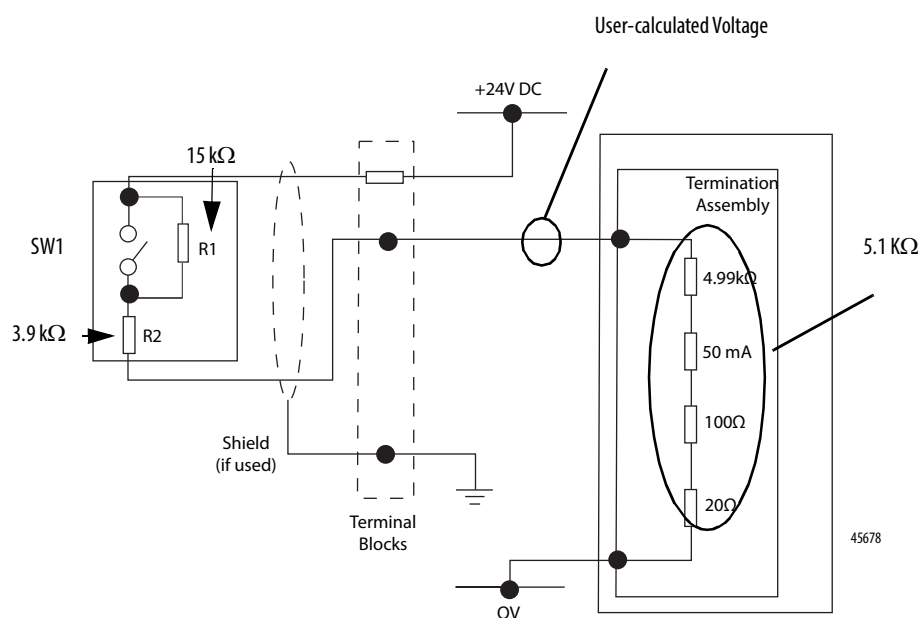 User-calculated Voltage
+24V DC
15 kΩ
Termination
Assembly
SW1
R1
5.1 KΩ
4.99kΩ
3.9 kΩ
R2
50 mA
100Ω
Shield
(if used)
20Ω
Terminal
Blocks
45678
OV